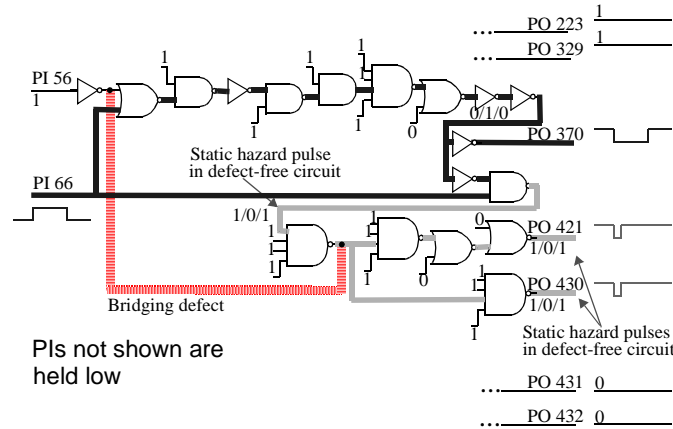 PO 223 1
PO 329 1
PI 56
1
1
1
1
1
1
1
0
0/1/0
PO 370
Static hazard pulse
in defect-free circuit
PI 66
1/0/1
1
1
1
1
1
0
0
PO 421
1/0/1
1
1
1
PO 430
1/0/1
Bridging defect
Static hazard pulses
in defect-free circuit
PIs not shown are
held low
PO 431 0
PO 432 0